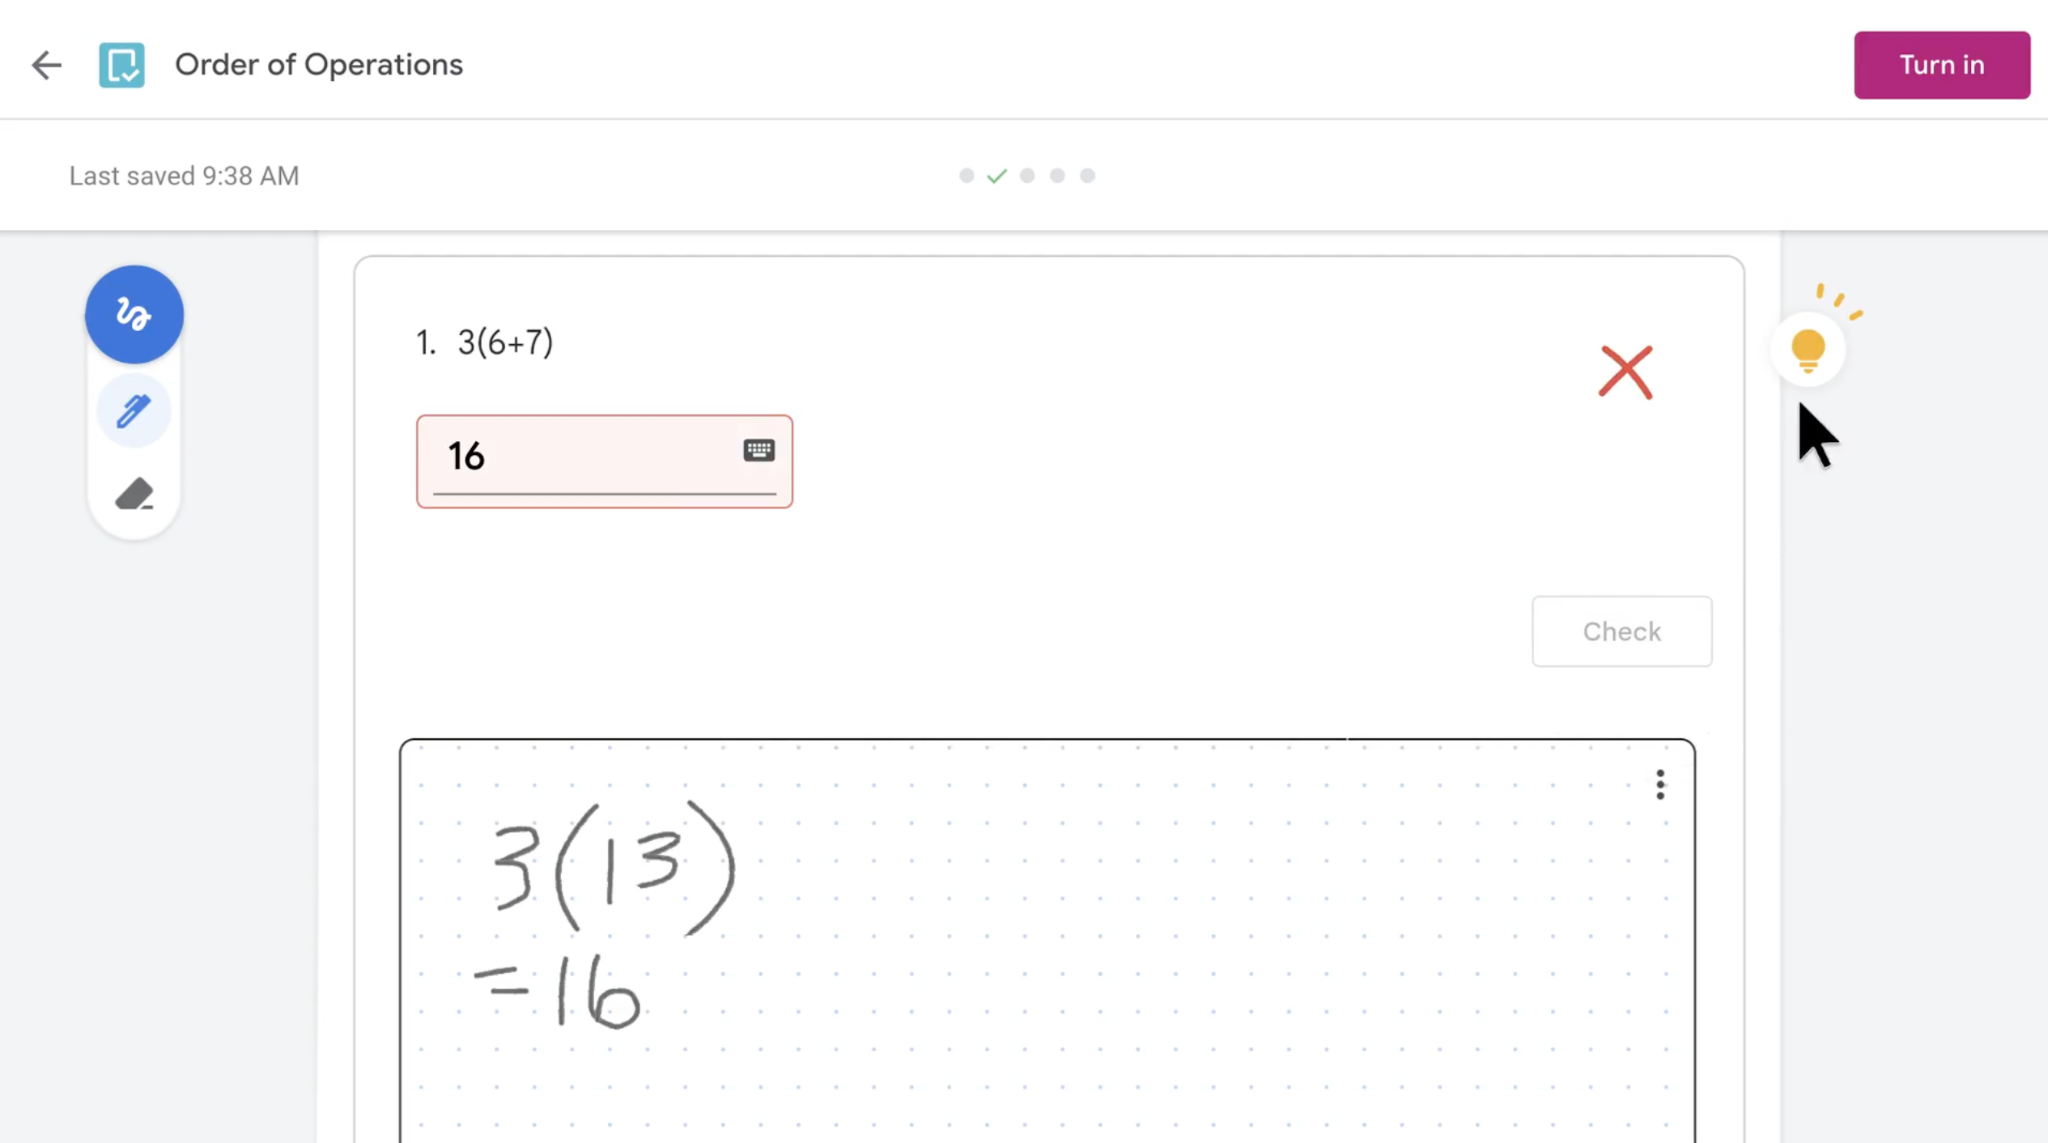 Order of Operations
Turn in
Last saved 9:38 AM
1. 3(6+7)
16
Check
3(13)
=16